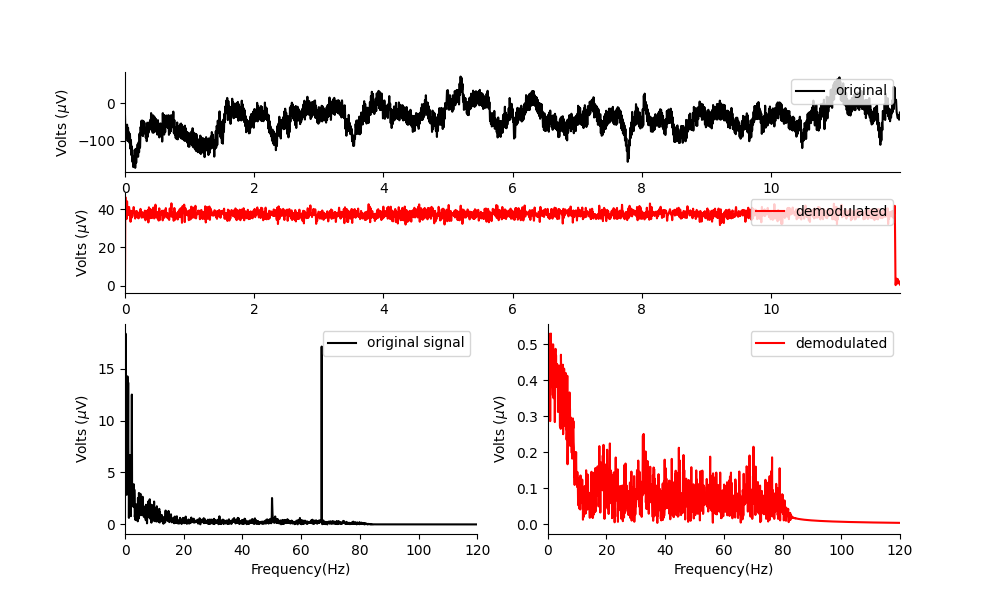 Volts (μV)
0
−100
original
0 2 4 6 8 10
Volts (μV)
40
20
0
demodulated
0 2 4 6 8 10
Volts (μV)
15
10
5
0
original signal
0 20 40 60 80 100 120
Frequency(Hz)
Volts (μV)
0.5
0.4
0.3
0.2
0.1
0.0
demodulated
0 20 40 60 80 100 120
Frequency(Hz)